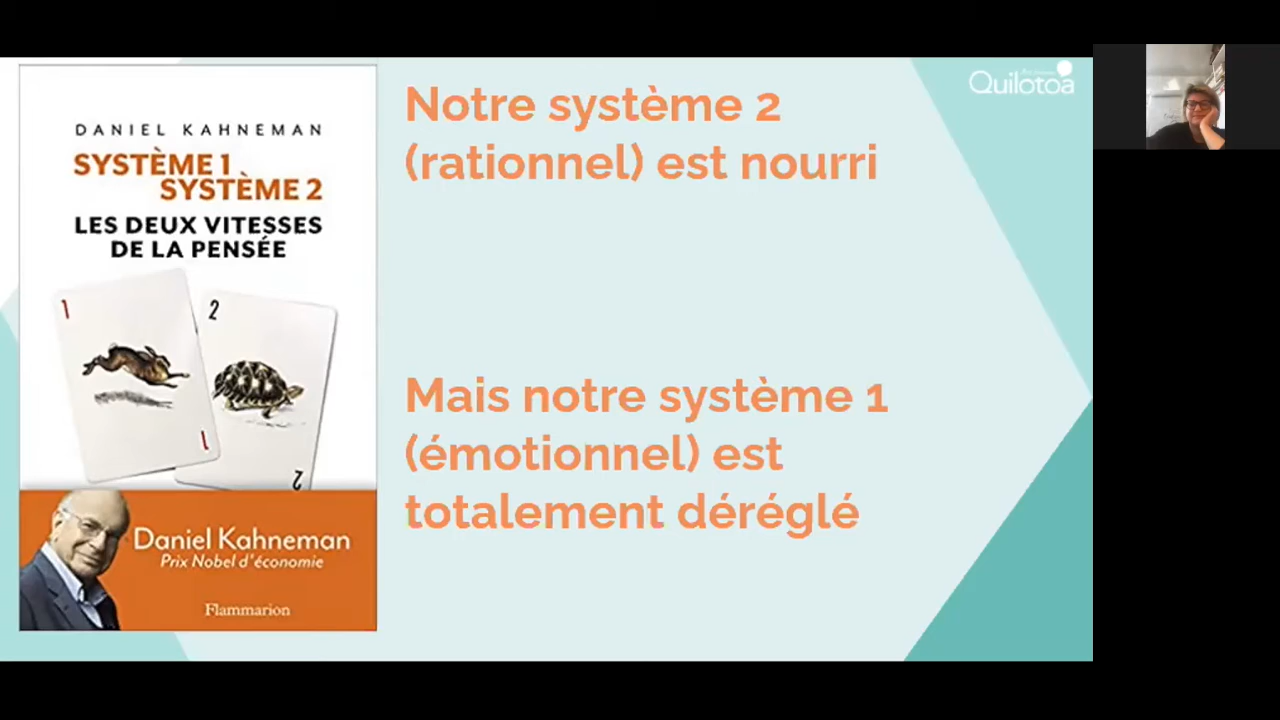 DANIEL KAHNEMAN
SYSTÈME 1
SYSTÈME 2
LES DEUX VITESSES
DE LA PENSÉE
1
2
1
2
Daniel Kahneman
Prix Nobel d'économie
Flammarion
Notre système 2
(rationnel) est nourri
Mais notre système 1
(émotionnel) est
totalement déréglé
Quilotoa